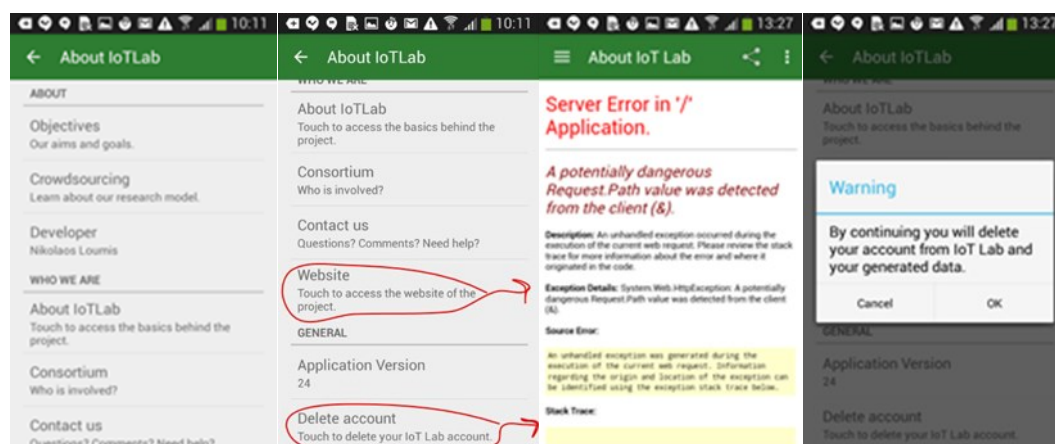 10:11
About IoTLab
ABOUT
Objectives
Our aims and goals.
Crowdsourcing
Learn about our research model.
Developer
Nikolaos Loumis
WHO WE ARE
About IoTLab
Touch to access the basics behind the
project.
Consortium
Who is involved?
Contact us
Questions? Comments? Need help?
10:11
About IoTLab
WHO WE ARE
About IoTLab
Touch to access the basics behind the
project.
Consortium
Who is involved?
Contact us
Questions? Comments? Need help?
Website
Touch to access the website of the
project.
GENERAL
Application Version
24
Delete account
Touch to delete your IoT Lab account.
13:27
About IoT Lab
Server Error in '/'
Application.
A potentially dangerous
Request.Path value was detected
from the client (&).
Description: An unhandled exception occurred during the
execution of the current web request. Please review the stack
trace for more information about the error and where it
originated in the code.
Exception Details: System.Web.HttpException: A potentially
dangerous Request.Path value was detected from the client
(&).
Source Error:
An unhandled exception was generated during the
execution of the current web request. Information
regarding the origin and location of the exception can
be identified using the exception stack trace below.
Stack Trace:
13:27
About IoTLab
WHO WE ARE
About IoTLab
Touch to access the basics behind the
project.
Warning
By continuing you will delete
your account from IoT Lab and
your generated data.
Cancel
OK
GENERAL
Application Version
24
Delete account
Touch to delete your IoT Lab account.